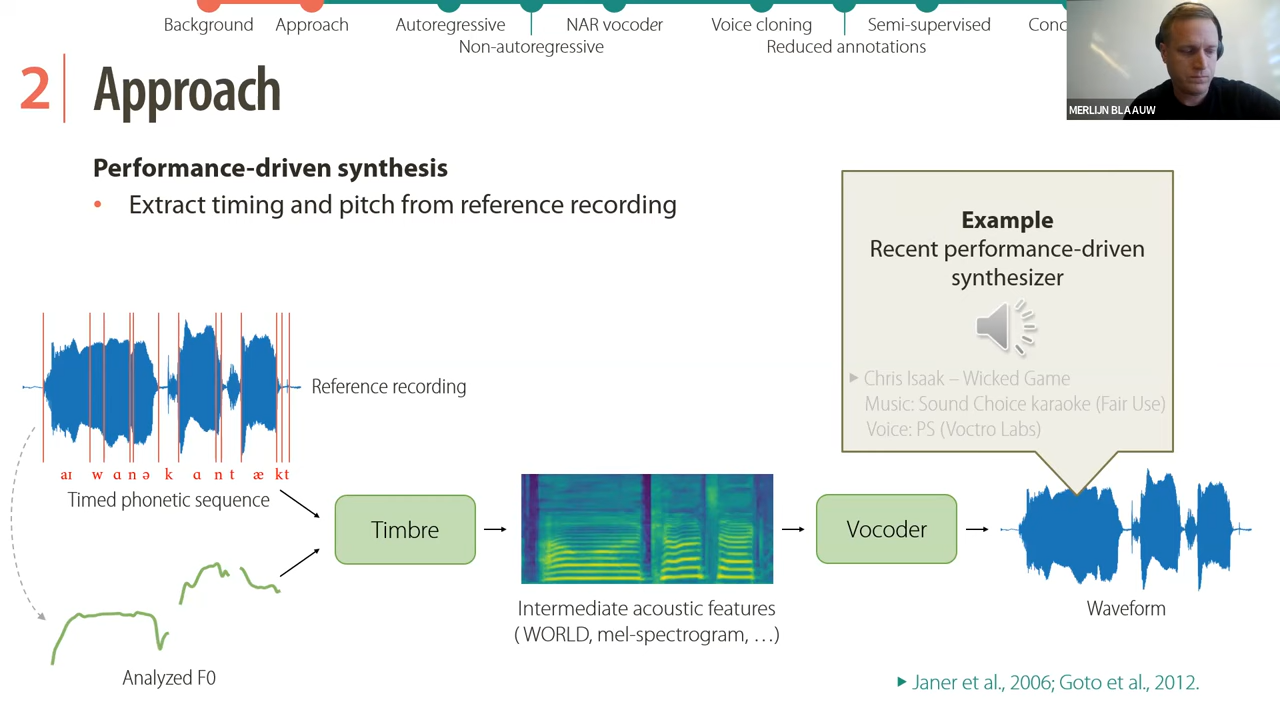 Background
Approach
Autoregressive
Non-autoregressive
NAR vocoder
Voice cloning
Reduced annotations
Semi-supervised
Conc
MERLIJN BLAAUW
2
Approach
Performance-driven synthesis
• Extract timing and pitch from reference recording
Example
Recent performance-driven
synthesizer
Chris Isaak – Wicked Game
Music: Sound Choice karaoke (Fair Use)
Voice: PS (Voctro Labs)
Reference recording
aɪ w ɑ n ə k ɑ n t æ kt
Timed phonetic sequence
Timbre
Vocoder
Intermediate acoustic features
( WORLD, mel-spectrogram, …)
Waveform
Analyzed F0
Janer et al., 2006; Goto et al., 2012.